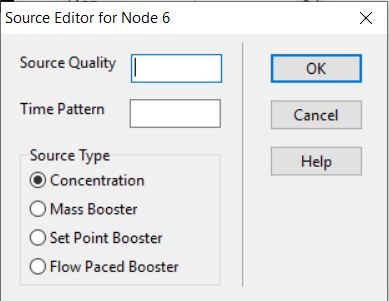 Source Editor for Node 6
Source Quality
OK
Time Pattern
Cancel
Help
Source Type
Concentration
Mass Booster
Set Point Booster
Flow Paced Booster